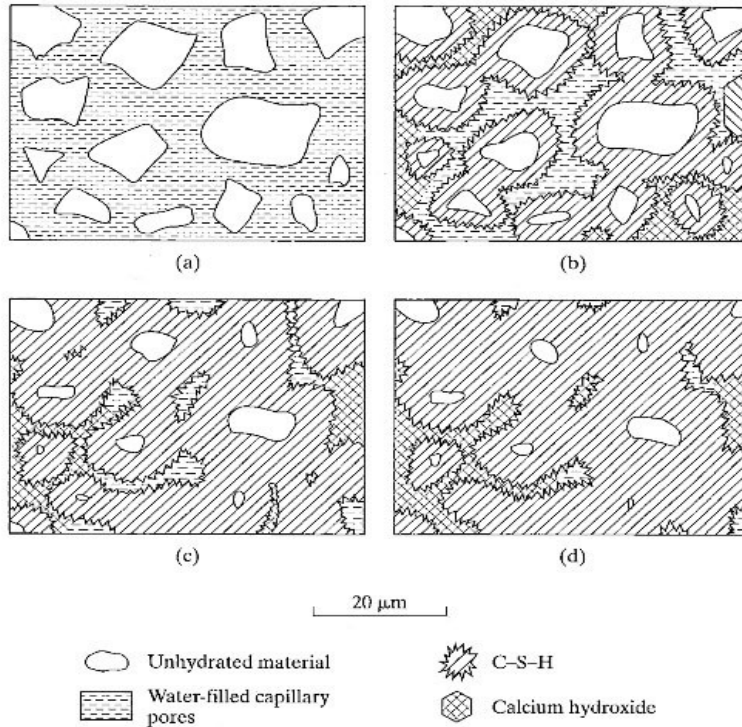 (a)
(b)
(c)
(d)
20 μm
Unhydrated material
C–S–H
Water-filled capillary
pores
Calcium hydroxide